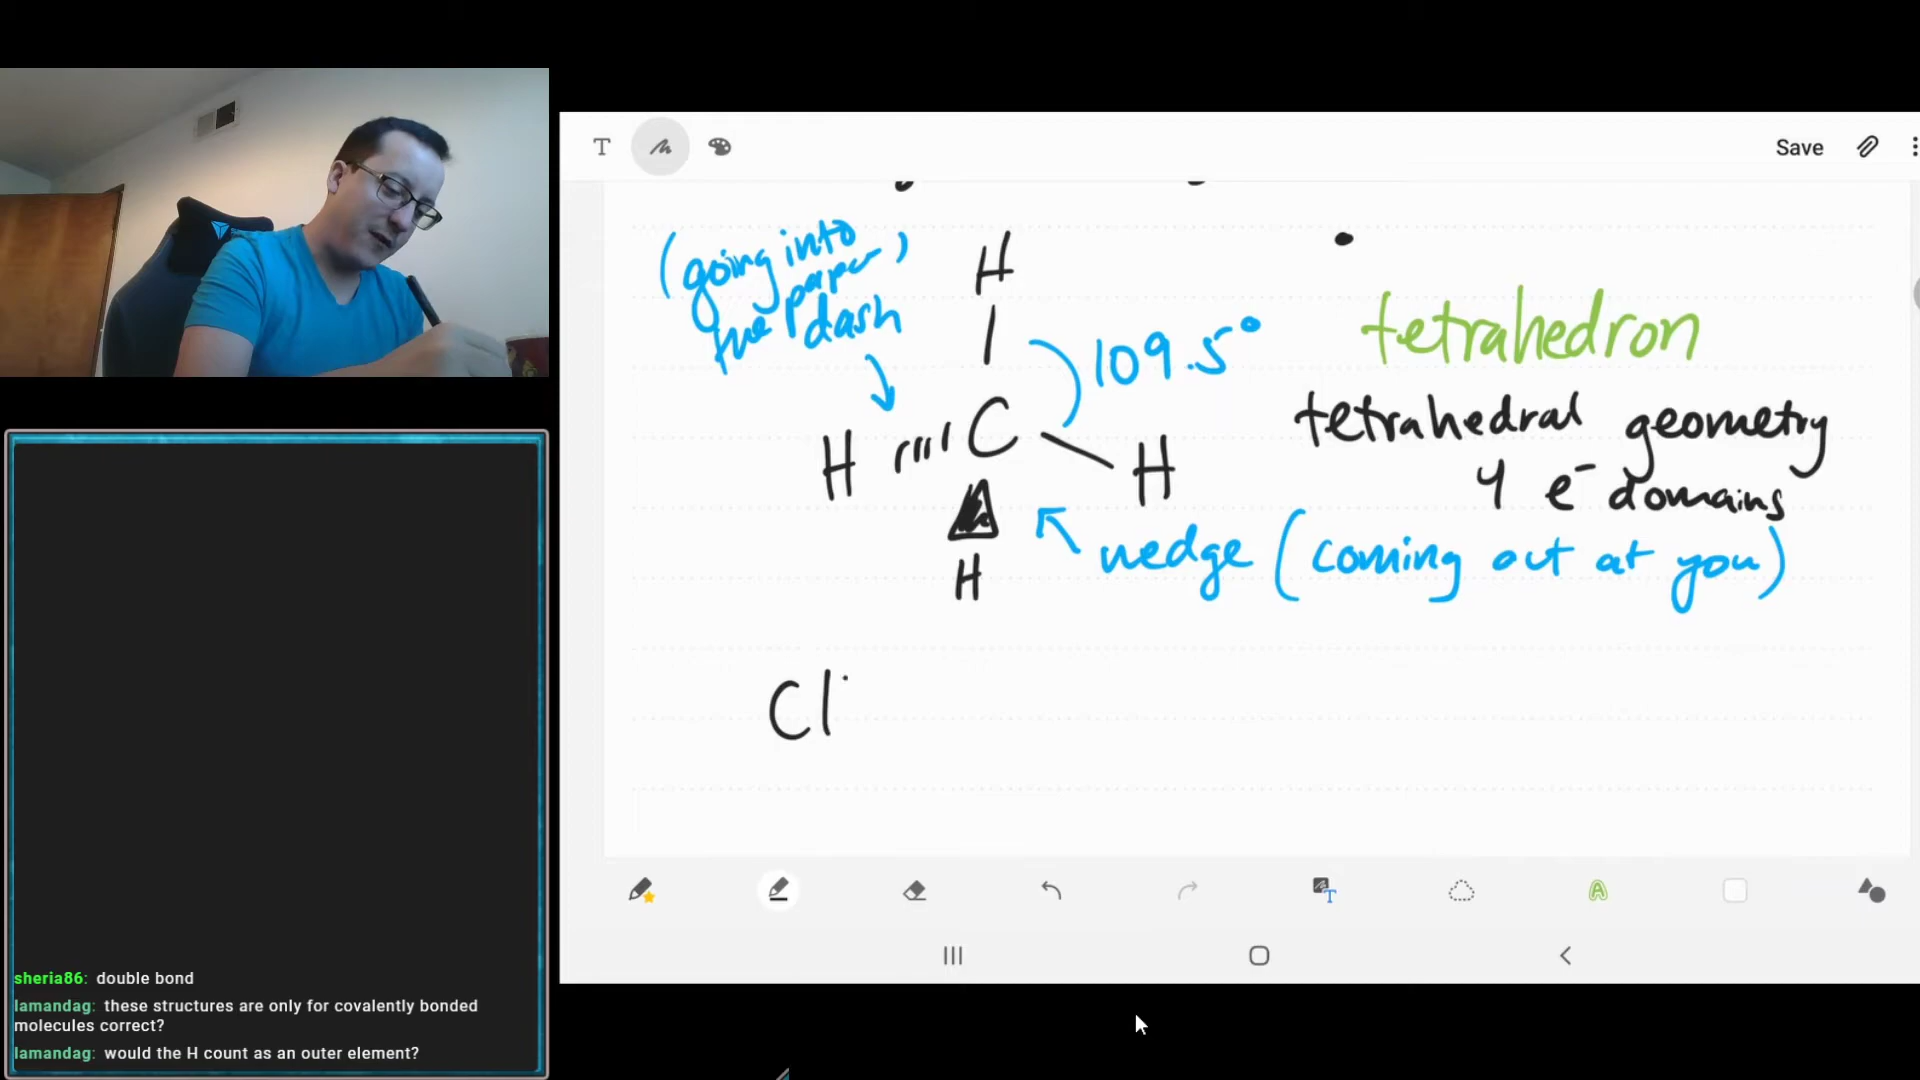 T
Save
(going into
the paper)
dash
H
109.5°
C
H
H
H
tetrahedron
tetrahedral geometry
4 e⁻ domains
wedge (coming out at you)
Cl
T
A
sheria86: double bond
lamandag: these structures are only for covalently bonded
molecules correct?
lamandag: would the H count as an outer element?